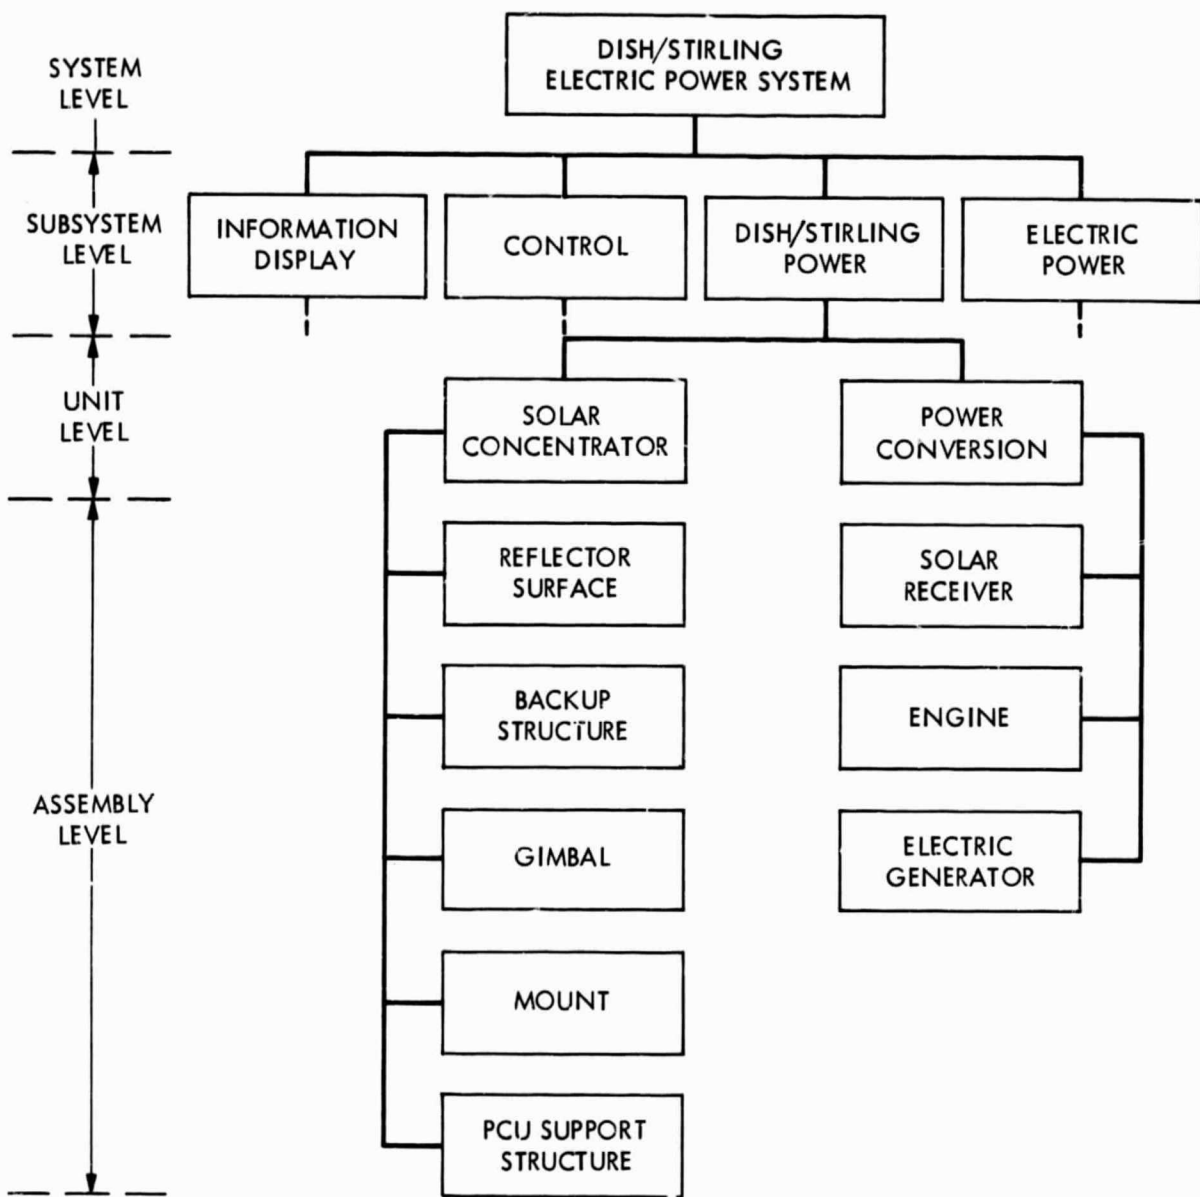 DISH/STIRLING
ELECTRIC POWER SYSTEM
SYSTEM
LEVEL
SUBSYSTEM
LEVEL
INFORMATION
DISPLAY
CONTROL
DISH/STIRLING
POWER
ELECTRIC
POWER
UNIT
LEVEL
SOLAR
CONCENTRATOR
POWER
CONVERSION
ASSEMBLY
LEVEL
REFLECTOR
SURFACE
BACKUP
STRUCTURE
GIMBAL
MOUNT
PCU SUPPORT
STRUCTURE
SOLAR
RECEIVER
ENGINE
ELECTRIC
GENERATOR